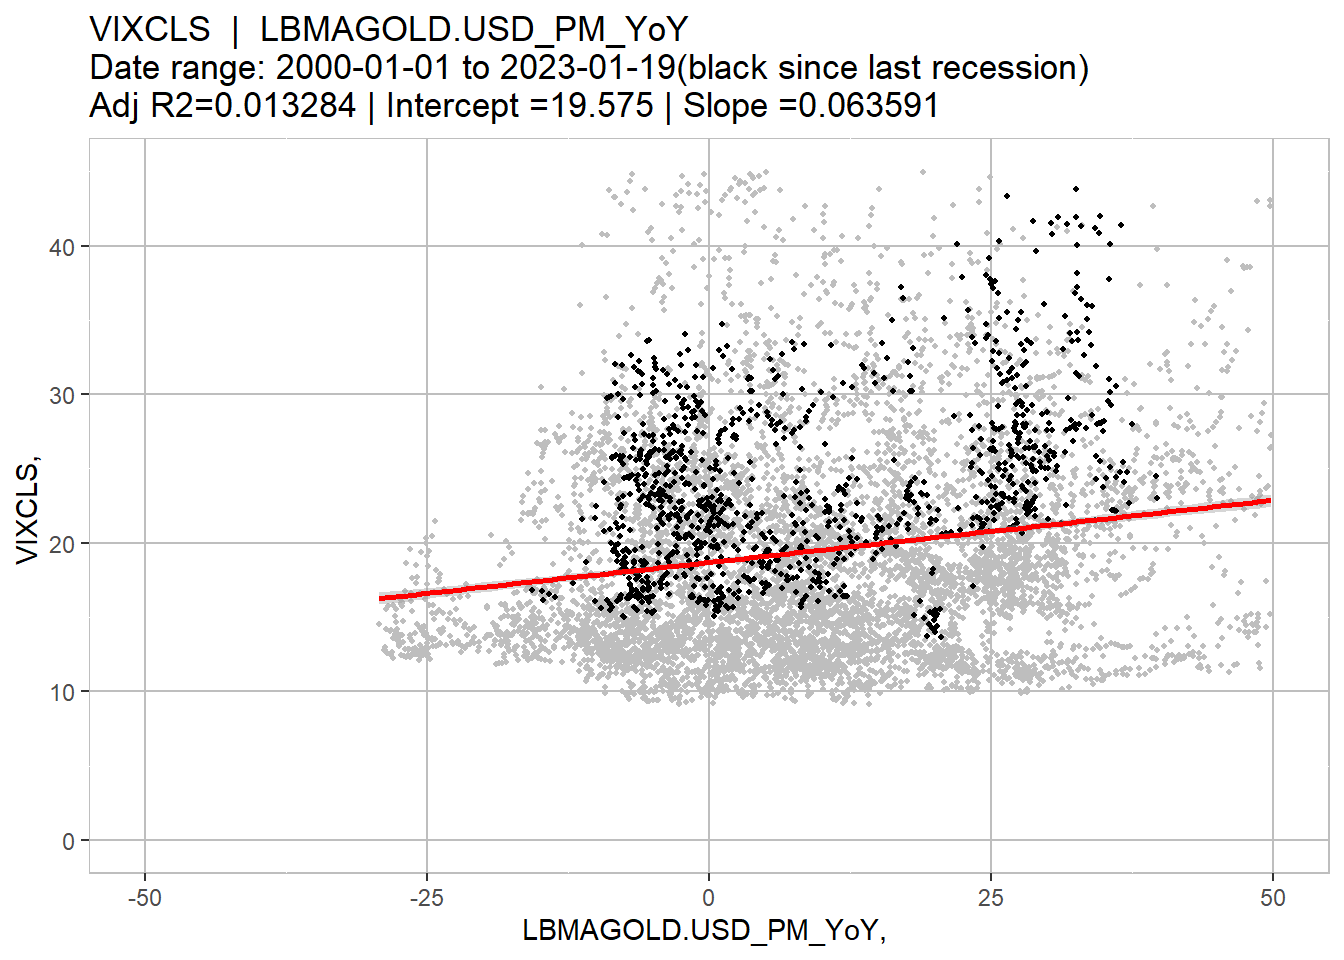 VIXCLS  |  LBMAGOLD.USD_PM_YoY
Date range: 2000-01-01 to 2023-01-19(black since last recession)
Adj R2=0.013284 | Intercept =19.575 | Slope =0.063591
40
30
20
10
0
VIXCLS,
-50 -25 0 25 50
LBMAGOLD.USD_PM_YoY,